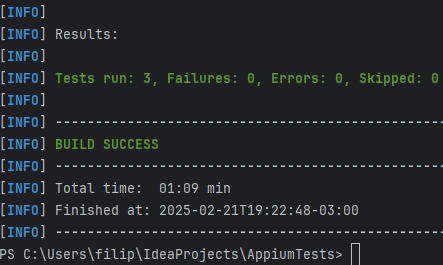 [INFO]
[INFO] Results:
[INFO]
[INFO] Tests run: 3, Failures: 0, Errors: 0, Skipped: 0
[INFO]
[INFO] ------------------------------------------------
[INFO] BUILD SUCCESS
[INFO] ------------------------------------------------
[INFO] Total time:  01:09 min
[INFO] Finished at: 2025-02-21T19:22:48-03:00
[INFO] ------------------------------------------------
PS C:\Users\filip\IdeaProjects\AppiumTests>